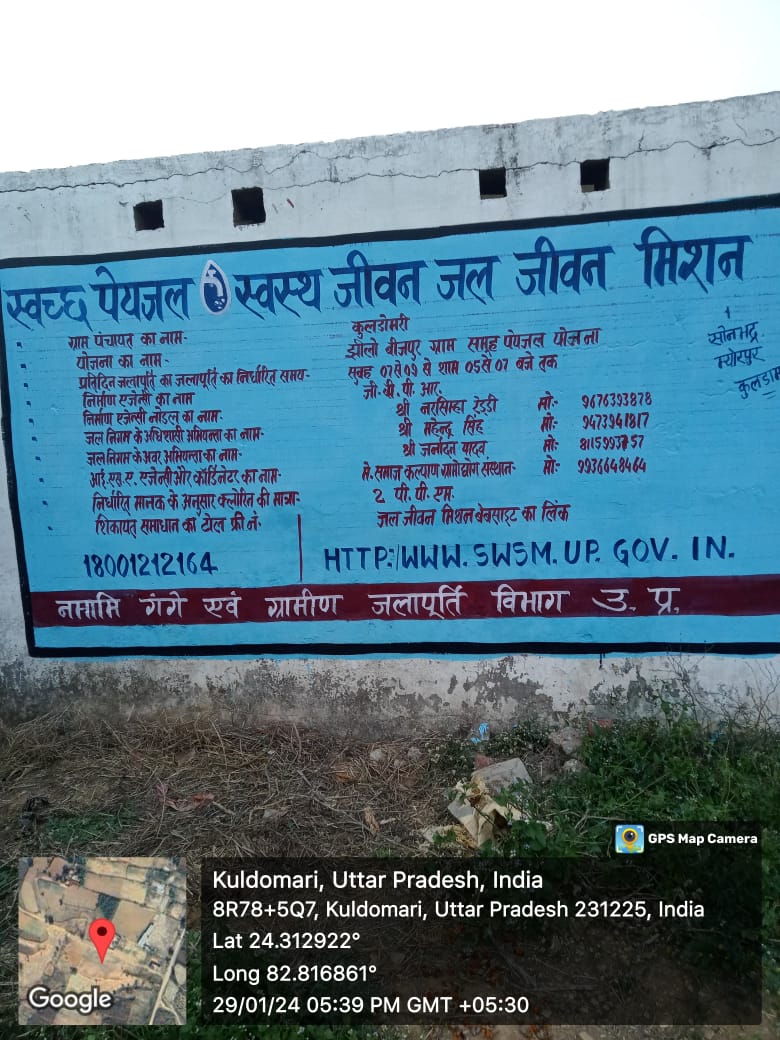 स्वच्छ पेयजल स्वस्थ जीवन जल जीवन मिशन
ग्राम पंचायत का नाम- कुलडोमरी
योजना का नाम- झीलो बीजपुर ग्राम समूह पेयजल योजना
प्रतिदिन जलापूर्ति का जलापूर्ति का निर्धारित समय- सुबह 07 से 09 से शाम 05 से 07 बजे तक
निर्माण एजेन्सी का नाम जी. वी. पी. आर.
निर्माण एजेन्सी नोडल का नाम- श्री नरसिम्हा रेड्डी मो:- 9676393878
जल निगम के अधिशासी अभियन्ता का नाम- श्री महेन्द्र सिंह मो:- 9473941817
जल निगम के अवर अभियन्ता का नाम- श्री जर्नादन यादव मो:- 8115993757
आई.एस.ए. एजेन्सी और कॉर्डिनेटर का नाम- मे. समाज कल्याण ग्रामोद्योग संस्थान- मो:- 9936648464
निर्धारित मानक के अनुसार क्लोरिन की मात्रा- 2 पी. पी. एम.
शिकायत समाधान का टोल फ्री नं. जल जीवन मिशन बेबसाइट का लिंक
18001212164 HTTP:/WWW.SWSM.UP.GOV.IN.
नमामि गंगे एवं ग्रामीण जलापूर्ति विभाग उ. प्र.
सोनभद्र
म्योरपुर
कुलडाम
GPS Map Camera
Kuldomari, Uttar Pradesh, India
8R78+5Q7, Kuldomari, Uttar Pradesh 231225, India
Lat 24.312922°
Long 82.816861°
29/01/24 05:39 PM GMT +05:30
Google